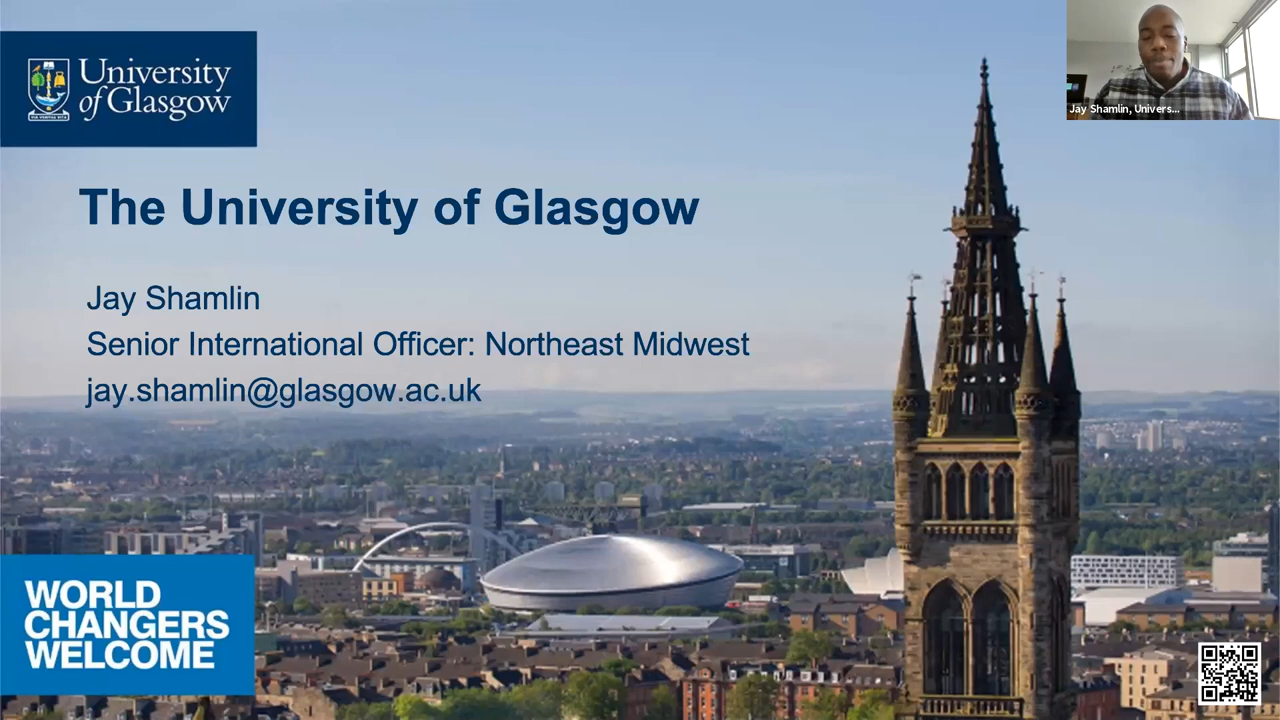 University
of Glasgow
Jay Shamlin, Univers...
The University of Glasgow
Jay Shamlin
Senior International Officer: Northeast Midwest
jay.shamlin@glasgow.ac.uk
WORLD
CHANGERS
WELCOME